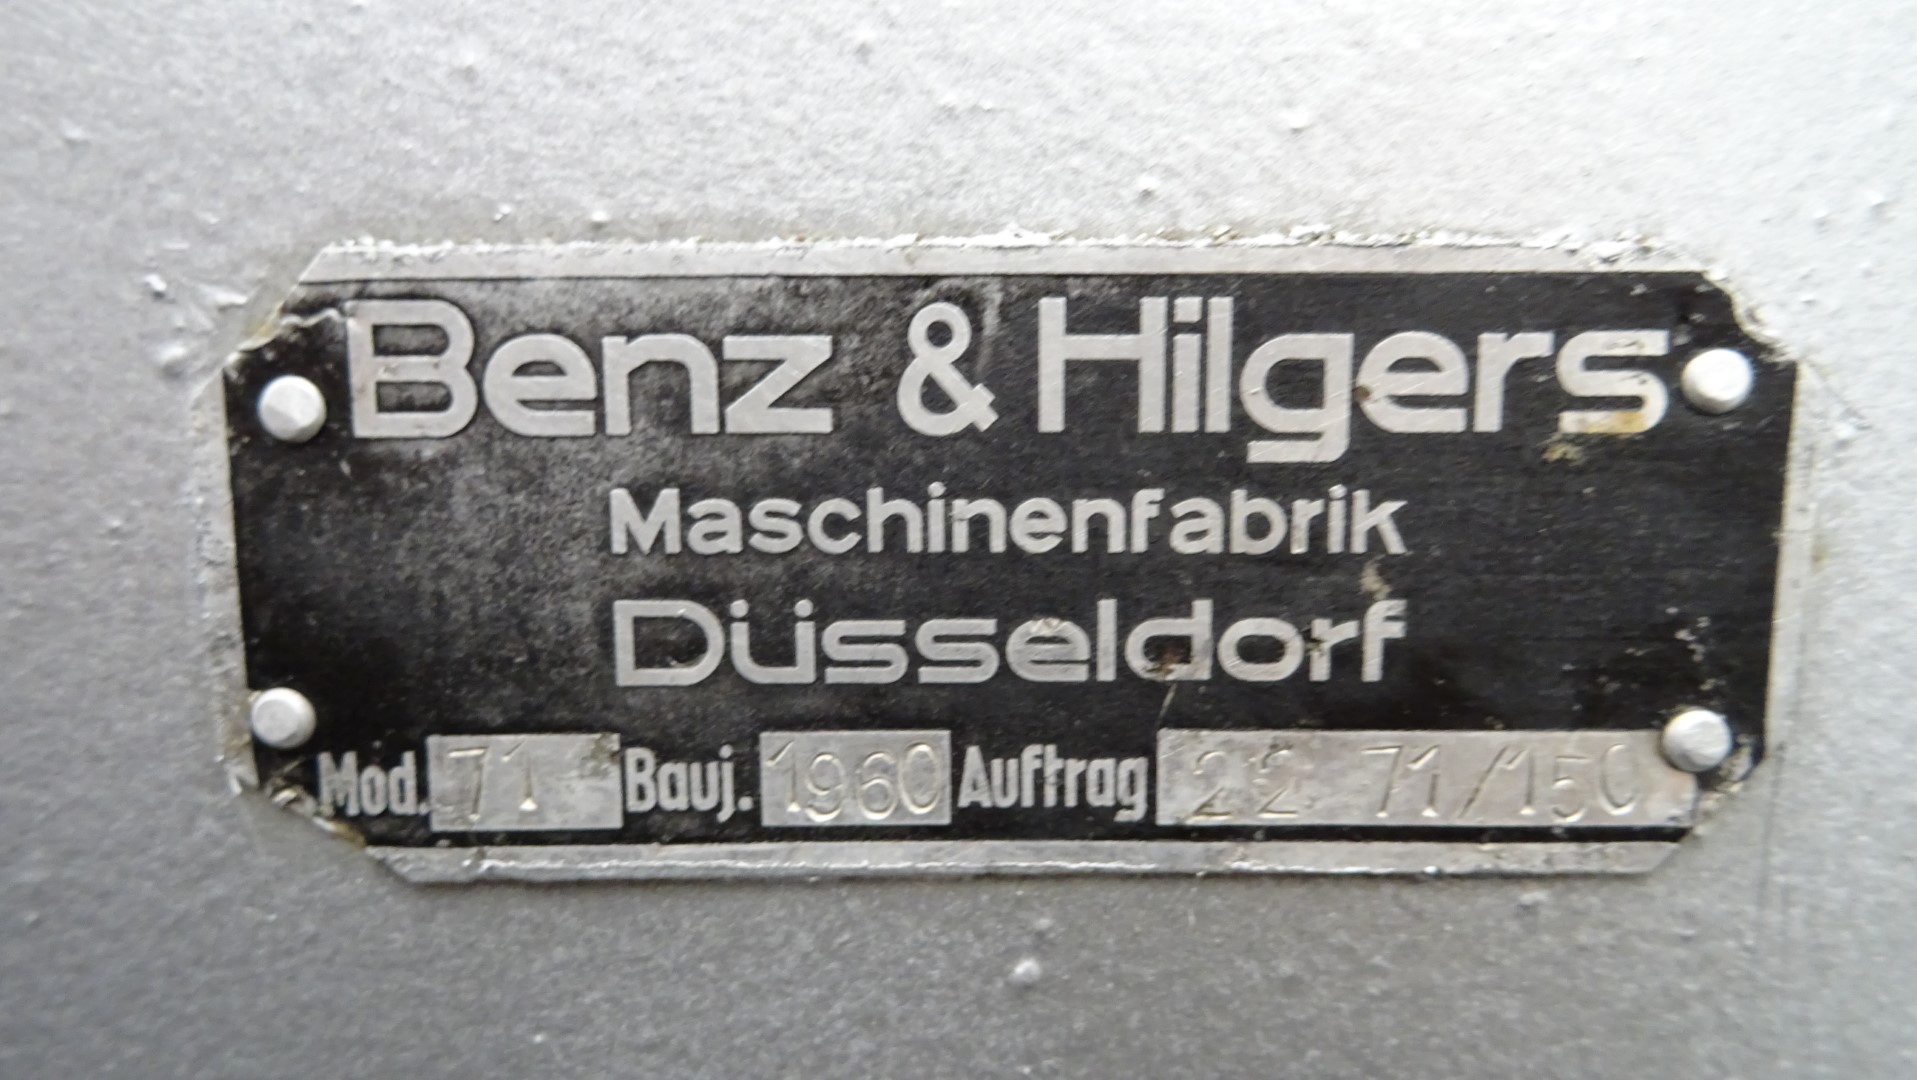 Benz & Hilgers
Maschinenfabrik
Düsseldorf
Mod. 71 Bauj. 1960 Auftrag 22 71/150